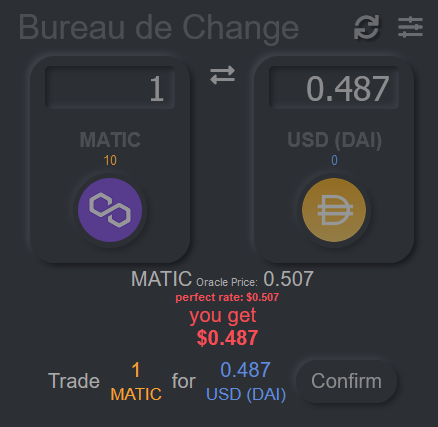 Bureau de Change
1
0.487
MATIC
USD (DAI)
10
0
MATIC Oracle Price: 0.507
perfect rate: $0.507
you get
$0.487
Trade 1 MATIC for 0.487 USD (DAI) Confirm